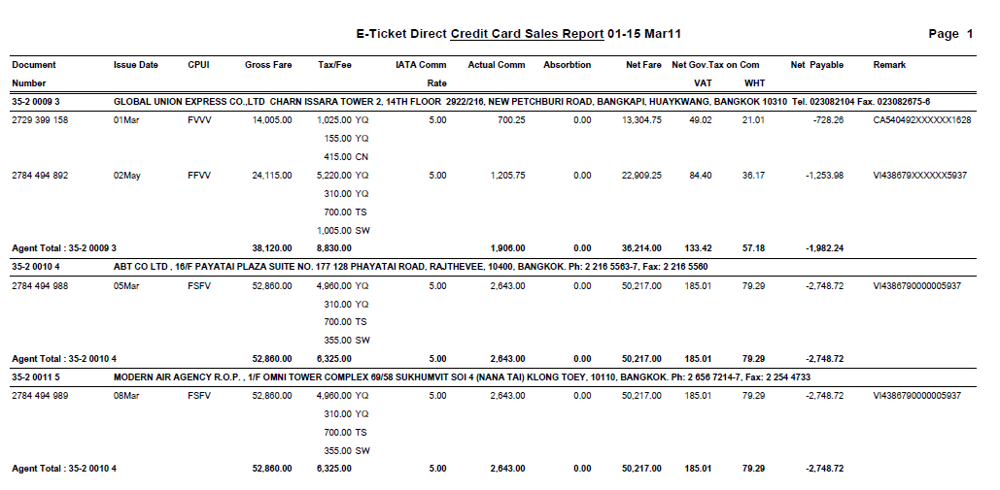 E-Ticket Direct Credit Card Sales Report 01-15 Mar11 Page 1
Document Issue Date CPUI Gross Fare Tax/Fee IATA Comm Actual Comm Absorbtion Net Fare Net Gov.Tax on Com Net Payable Remark
Number Rate VAT WHT
35-2 0009 3 GLOBAL UNION EXPRESS CO.,LTD CHARN ISSARA TOWER 2, 14TH FLOOR 2922/216, NEW PETCHBURI ROAD, BANGKAPI, HUAYKWANG, BANGKOK 10310 Tel. 023082104 Fax. 023082675-6
2729 399 158 01Mar FVVV 14,005.00 1,025.00 YQ 5.00 700.25 0.00 13,304.75 49.02 21.01 -728.26 CA540492XXXXXX1628
155.00 YQ
415.00 CN
2784 494 892 02May FFVV 24,115.00 5,220.00 YQ 5.00 1,205.75 0.00 22,909.25 84.40 36.17 -1,253.98 VI438679XXXXXX5937
310.00 YQ
700.00 TS
1,005.00 SW
Agent Total : 35-2 0009 3 38,120.00 8,830.00 1,906.00 0.00 36,214.00 133.42 57.18 -1,982.24
35-2 0010 4 ABT CO LTD , 16/F PAYATAI PLAZA SUITE NO. 177 128 PHAYATAI ROAD, RAJTHEVEE, 10400, BANGKOK. Ph: 2 216 5563-7, Fax: 2 216 5560
2784 494 988 05Mar FSFV 52,860.00 4,960.00 YQ 5.00 2,643.00 0.00 50,217.00 185.01 79.29 -2,748.72 VI4386790000005937
310.00 YQ
700.00 TS
355.00 SW
Agent Total : 35-2 0010 4 52,860.00 6,325.00 5.00 2,643.00 0.00 50,217.00 185.01 79.29 -2,748.72
35-2 0011 5 MODERN AIR AGENCY R.O.P. , 1/F OMNI TOWER COMPLEX 69/58 SUKHUMVIT SOI 4 (NANA TAI) KLONG TOEY, 10110, BANGKOK. Ph: 2 656 7214-7, Fax: 2 254 4733
2784 494 989 08Mar FSFV 52,860.00 4,960.00 YQ 5.00 2,643.00 0.00 50,217.00 185.01 79.29 -2,748.72 VI4386790000005937
310.00 YQ
700.00 TS
355.00 SW
Agent Total : 35-2 0010 4 52,860.00 6,325.00 5.00 2,643.00 0.00 50,217.00 185.01 79.29 -2,748.72